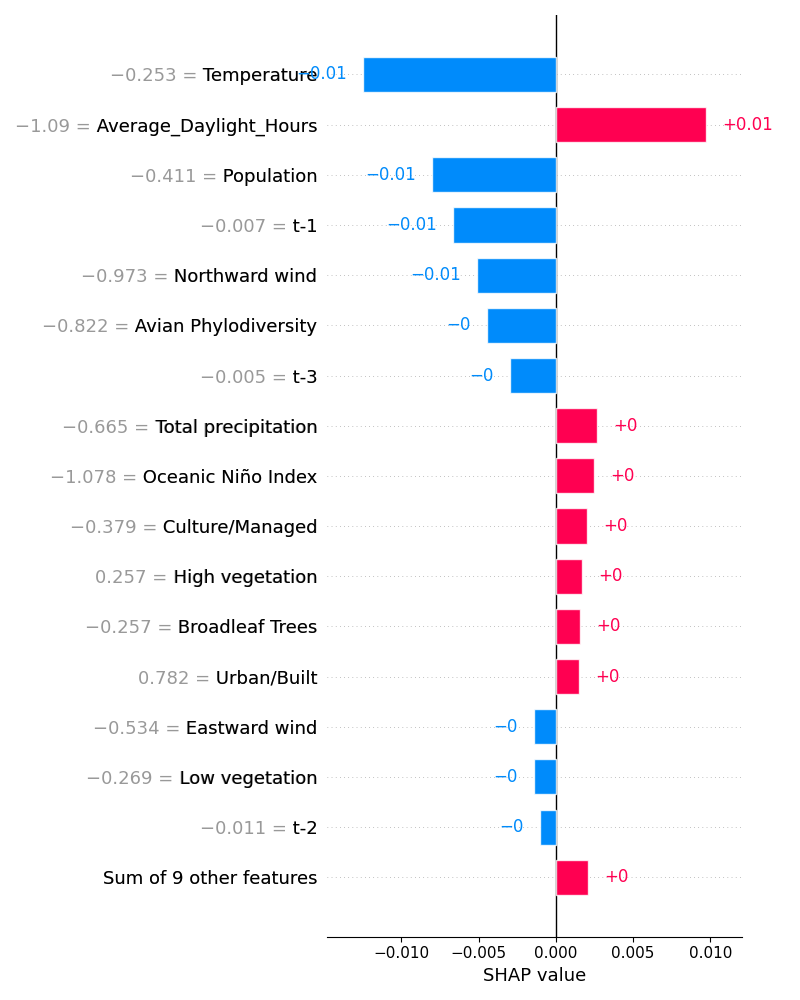 −0.253 = Temperature −0.01
−1.09 = Average_Daylight_Hours +0.01
−0.411 = Population −0.01
−0.007 = t-1 −0.01
−0.973 = Northward wind −0.01
−0.822 = Avian Phylodiversity −0
−0.005 = t-3 −0
−0.665 = Total precipitation +0
−1.078 = Oceanic Niño Index +0
−0.379 = Culture/Managed +0
0.257 = High vegetation +0
−0.257 = Broadleaf Trees +0
0.782 = Urban/Built +0
−0.534 = Eastward wind −0
−0.269 = Low vegetation −0
−0.011 = t-2 −0
Sum of 9 other features +0
−0.010 −0.005 0.000 0.005 0.010
SHAP value